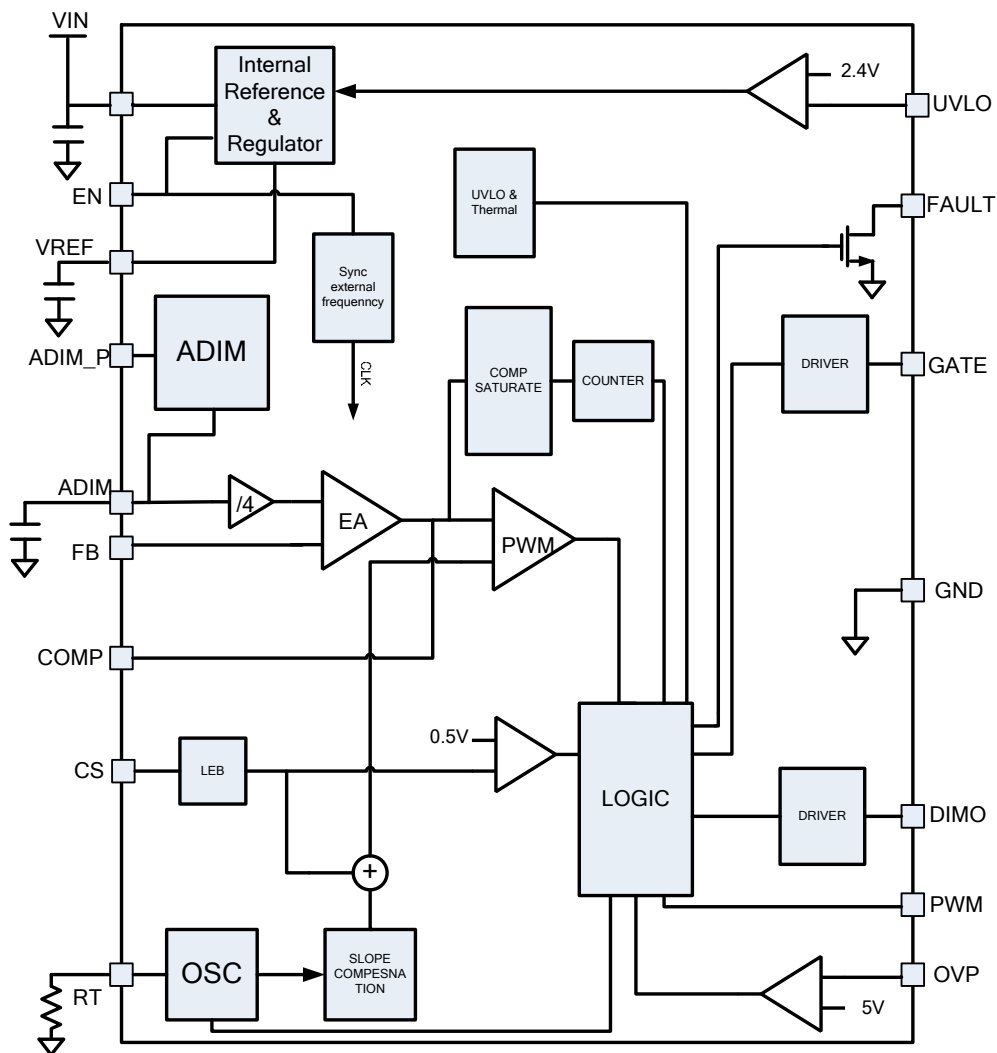 VIN
Internal
Reference
&
Regulator
2.4V
UVLO
EN
UVLO &
Thermal
FAULT
VREF
Sync
external
frequenncy
ADIM_P
ADIM
CLK
COMP
SATURATE
COUNTER
DRIVER
GATE
ADIM
/4
EA
PWM
FB
GND
COMP
0.5V
CS
LEB
LOGIC
DRIVER
DIMO
+
PWM
RT
OSC
SLOPE
COMPESNA
TION
OVP
5V